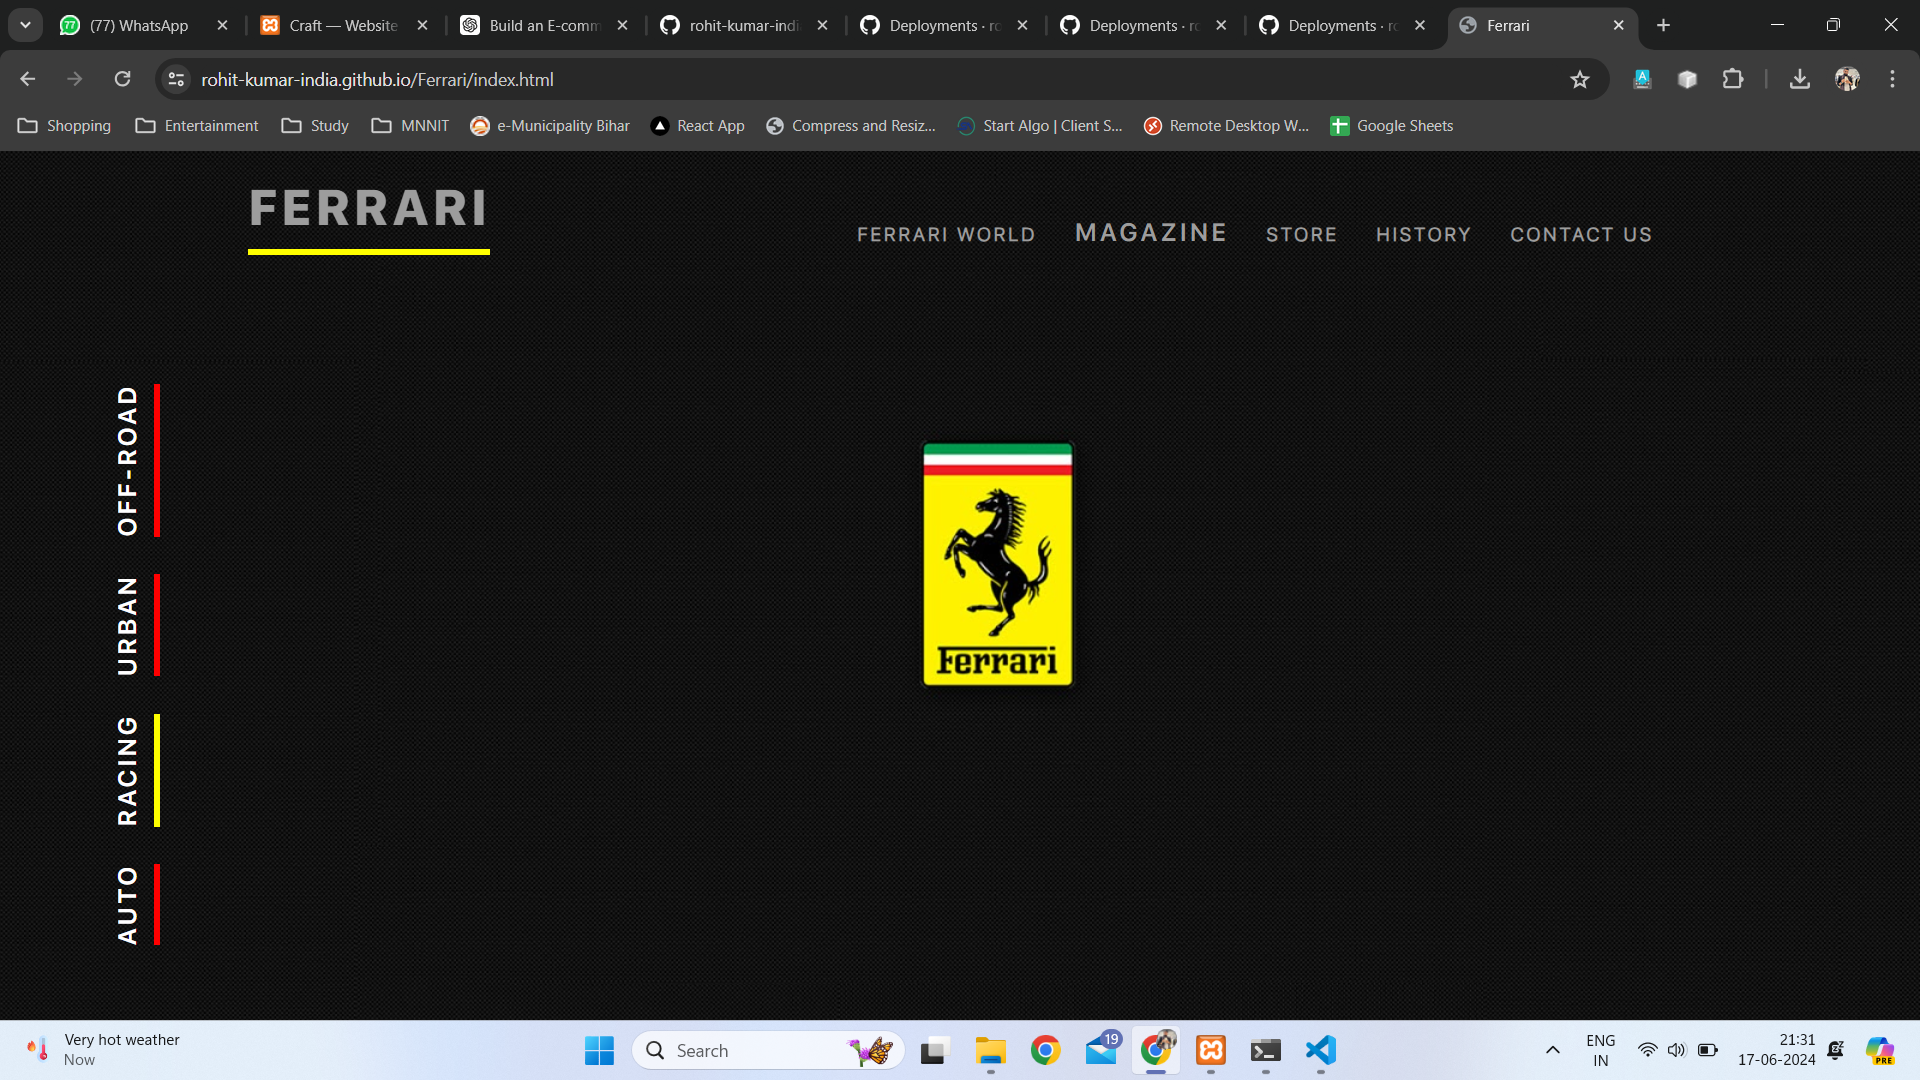 (77) WhatsApp
Craft — Website
Build an E-comm
rohit-kumar-indi
Deployments · ro
Deployments · ro
Deployments · ro
Ferrari
rohit-kumar-india.github.io/Ferrari/index.html
Shopping
Entertainment
Study
MNNIT
e-Municipality Bihar
React App
Compress and Resiz...
Start Algo | Client S...
Remote Desktop W...
Google Sheets
FERRARI
FERRARI WORLD
MAGAZINE
STORE
HISTORY
CONTACT US
OFF-ROAD
URBAN
RACING
AUTO
Ferrari
Very hot weather
Now
Search
19
ENG
IN
21:31
17-06-2024
PRE